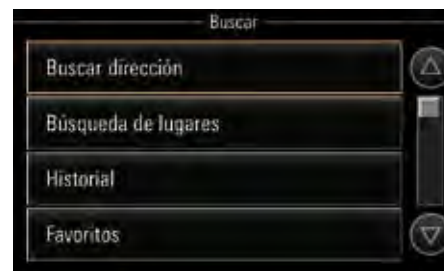 Buscar
Buscar dirección
Búsqueda de lugares
Historial
Favoritos